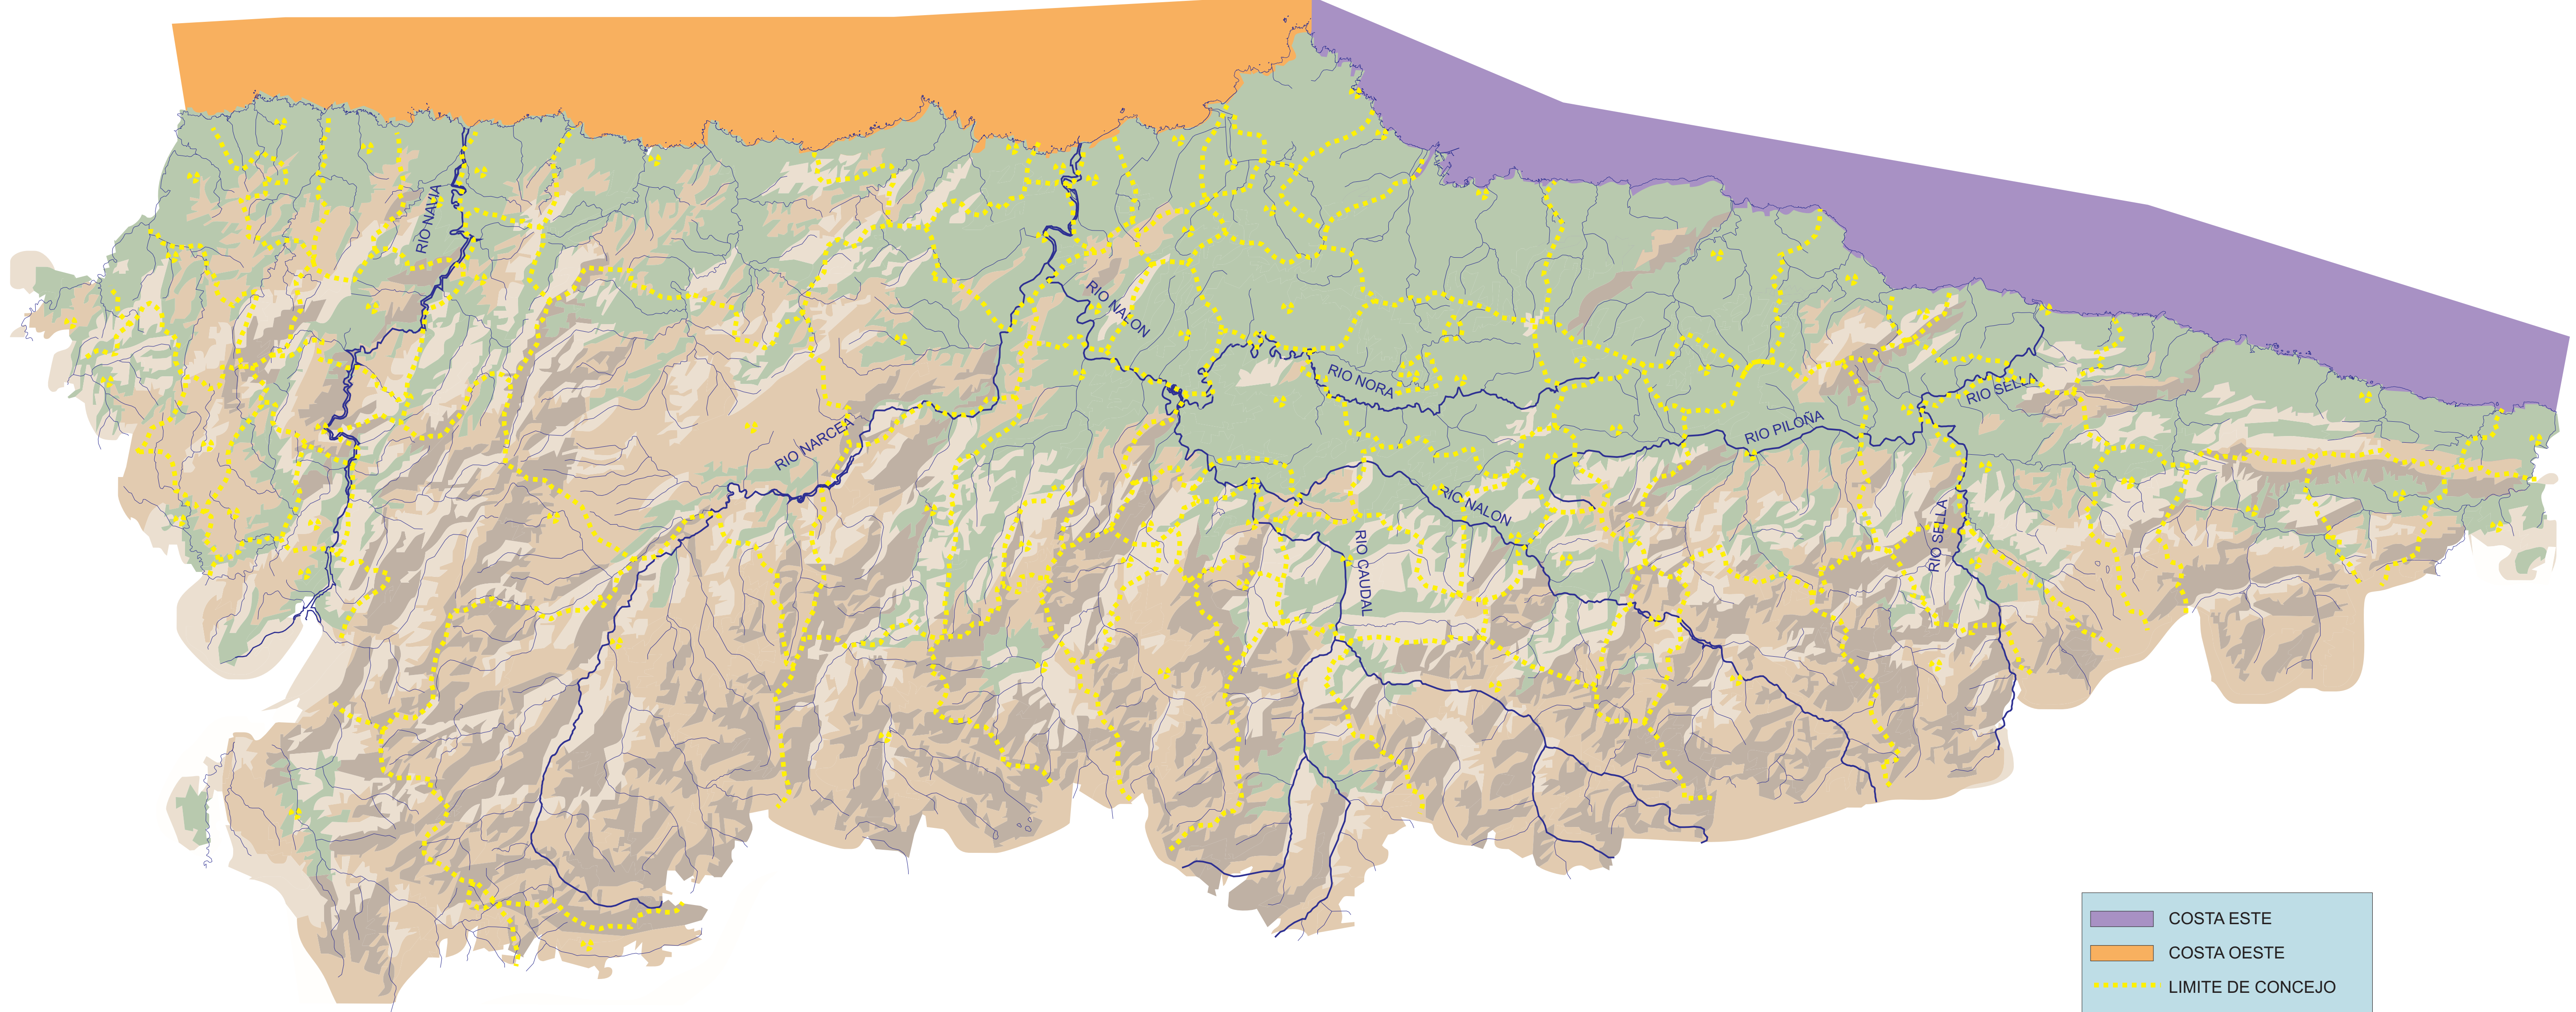 RIO NAVIA
RIO NALON
RIO NARCEA
RIO NORA
RIO PILOÑA
RIO SELLA
RIO NALON
RIO CAUDAL
RIO SELLA
COSTA ESTE
COSTA OESTE
LIMITE DE CONCEJO